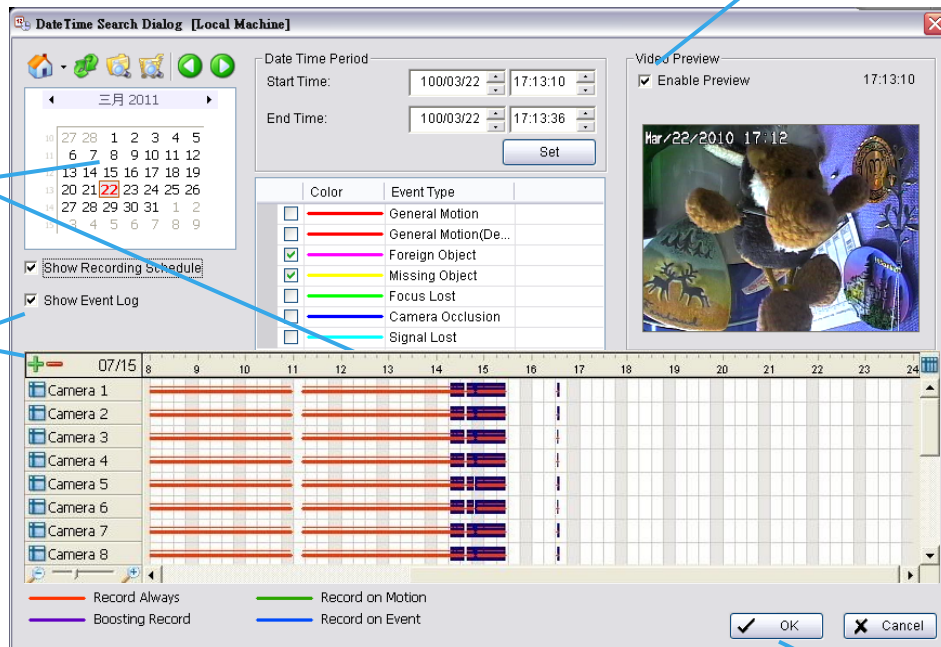 DateTime Search Dialog [Local Machine]
三月 2011
10 27 28 1 2 3 4 5
11 6 7 8 9 10 11 12
12 13 14 15 16 17 18 19
13 20 21 22 23 24 25 26
14 27 28 29 30 31 1 2
15 3 4 5 6 7 8 9
Show Recording Schedule
Show Event Log
Date Time Period
Start Time: 100/03/22 17:13:10
End Time: 100/03/22 17:13:36
Set
Color Event Type
General Motion
General Motion(De...
Foreign Object
Missing Object
Focus Lost
Camera Occlusion
Signal Lost
Video Preview
Enable Preview 17:13:10
Mar/22/2010 17:12
07/15 8 9 10 11 12 13 14 15 16 17 18 19 20 21 22 23 24
Camera 1
Camera 2
Camera 3
Camera 4
Camera 5
Camera 6
Camera 7
Camera 8
Record Always Record on Motion
Boosting Record Record on Event
OK Cancel